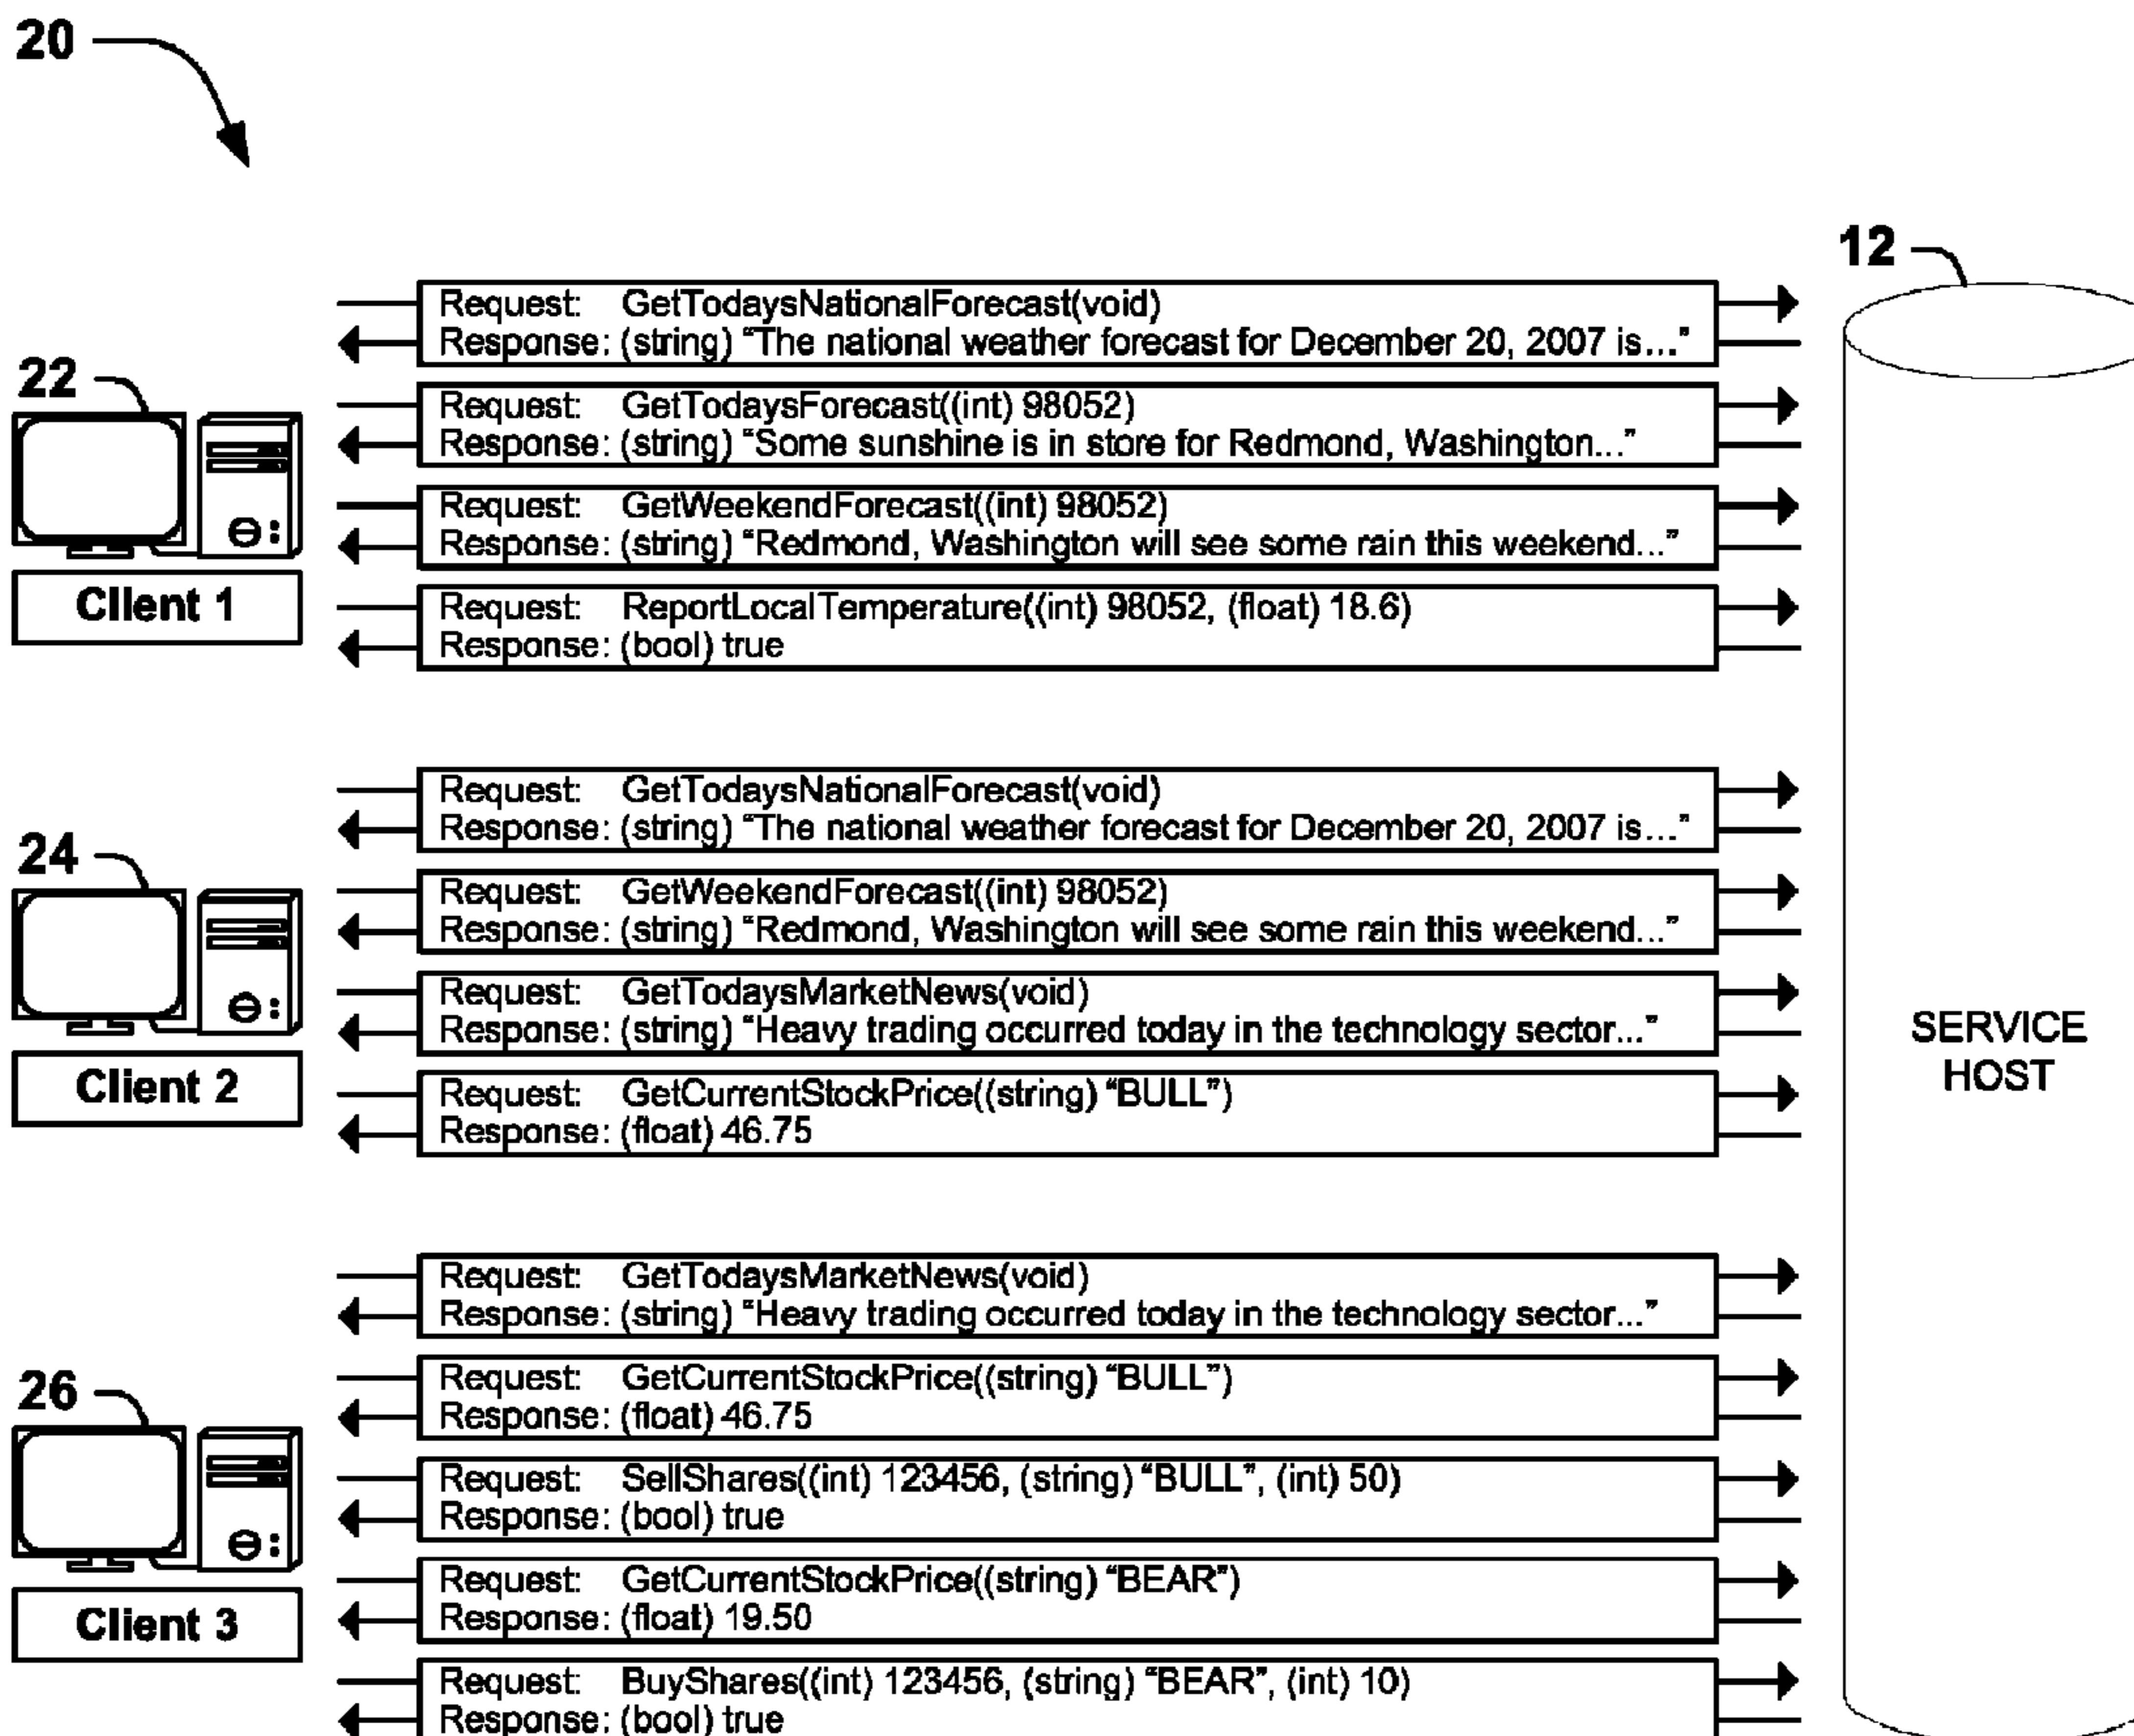 20
12
22
Client 1
Request: GetTodaysNationalForecast(void)
Response: (string) “The national weather forecast for December 20, 2007 is...”
Request: GetTodaysForecast((int) 98052)
Response: (string) “Some sunshine is in store for Redmond, Washington...”
Request: GetWeekendForecast((int) 98052)
Response: (string) “Redmond, Washington will see some rain this weekend...”
Request: ReportLocalTemperature((int) 98052, (float) 18.6)
Response: (bool) true
24
Client 2
Request: GetTodaysNationalForecast(void)
Response: (string) “The national weather forecast for December 20, 2007 is...”
Request: GetWeekendForecast((int) 98052)
Response: (string) “Redmond, Washington will see some rain this weekend...”
Request: GetTodaysMarketNews(void)
Response: (string) “Heavy trading occurred today in the technology sector...”
Request: GetCurrentStockPrice((string) “BULL”)
Response: (float) 46.75
SERVICE
HOST
26
Client 3
Request: GetTodaysMarketNews(void)
Response: (string) “Heavy trading occurred today in the technology sector...”
Request: GetCurrentStockPrice((string) “BULL”)
Response: (float) 46.75
Request: SellShares((int) 123456, (string) “BULL”, (int) 50)
Response: (bool) true
Request: GetCurrentStockPrice((string) “BEAR”)
Response: (float) 19.50
Request: BuyShares((int) 123456, (string) “BEAR”, (int) 10)
Response: (bool) true